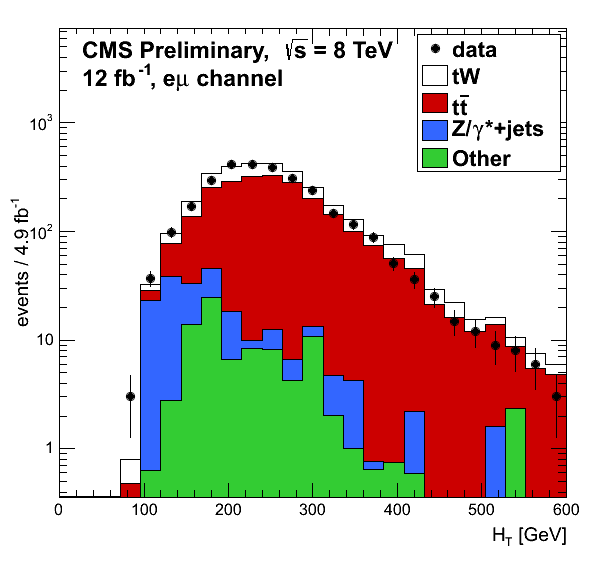 CMS Preliminary, √s = 8 TeV
12 fb⁻¹, eμ channel
data
tW
tt̄
Z/γ*+jets
Other
events / 4.9 fb⁻¹
10³
10²
10
1
0 100 200 300 400 500 600
H_T [GeV]